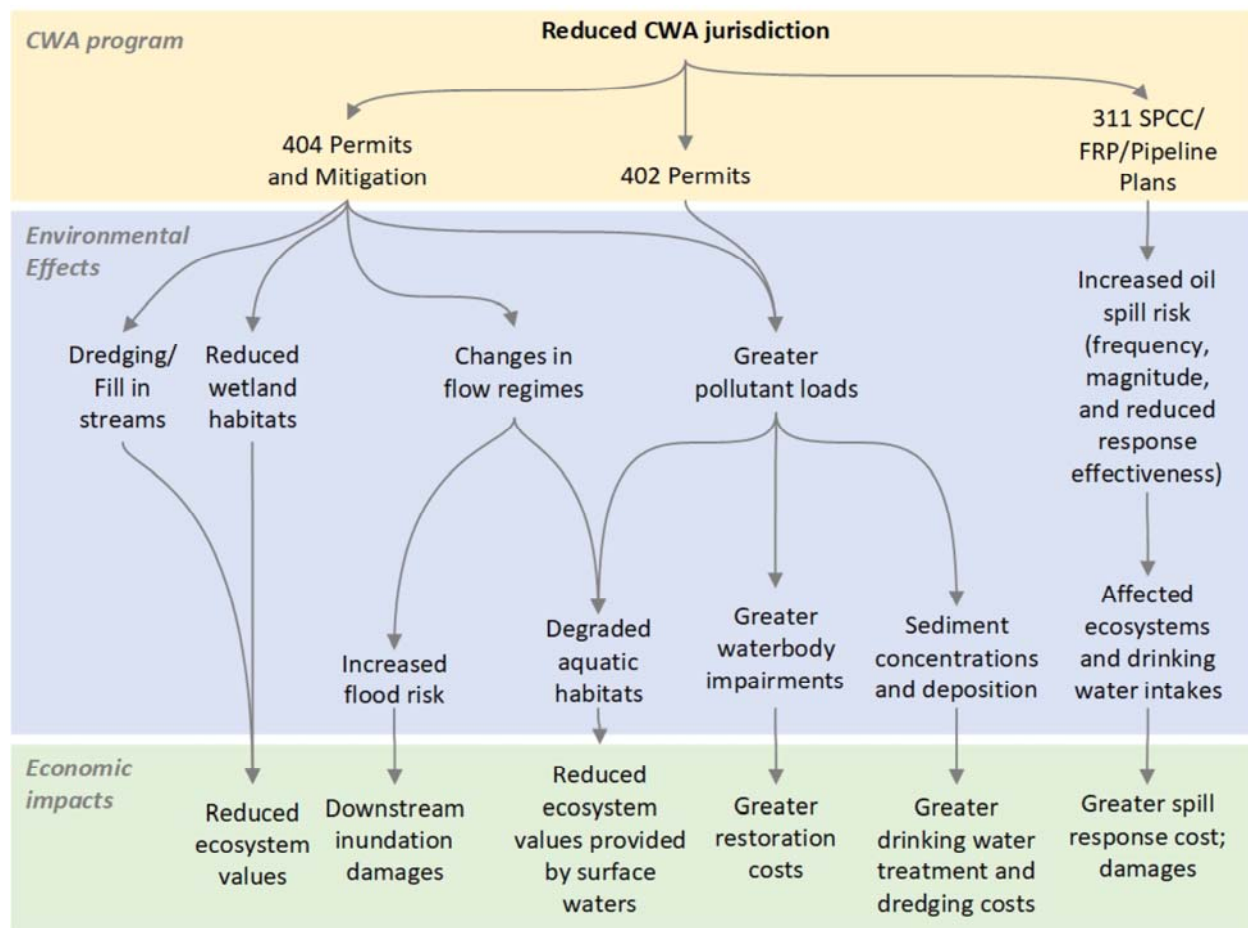 CWA program
Reduced CWA jurisdiction
404 Permits
and Mitigation
402 Permits
311 SPCC/
FRP/Pipeline
Plans
Environmental
Effects
Dredging/
Fill in
streams
Reduced
wetland
habitats
Changes in
flow regimes
Greater
pollutant loads
Increased oil
spill risk
(frequency,
magnitude,
and reduced
response
effectiveness)
Increased
flood risk
Degraded
aquatic
habitats
Greater
waterbody
impairments
Sediment
concentrations
and deposition
Affected
ecosystems
and drinking
water intakes
Economic
impacts
Reduced
ecosystem
values
Downstream
inundation
damages
Reduced
ecosystem
values provided
by surface
waters
Greater
restoration
costs
Greater
drinking water
treatment and
dredging costs
Greater spill
response cost;
damages